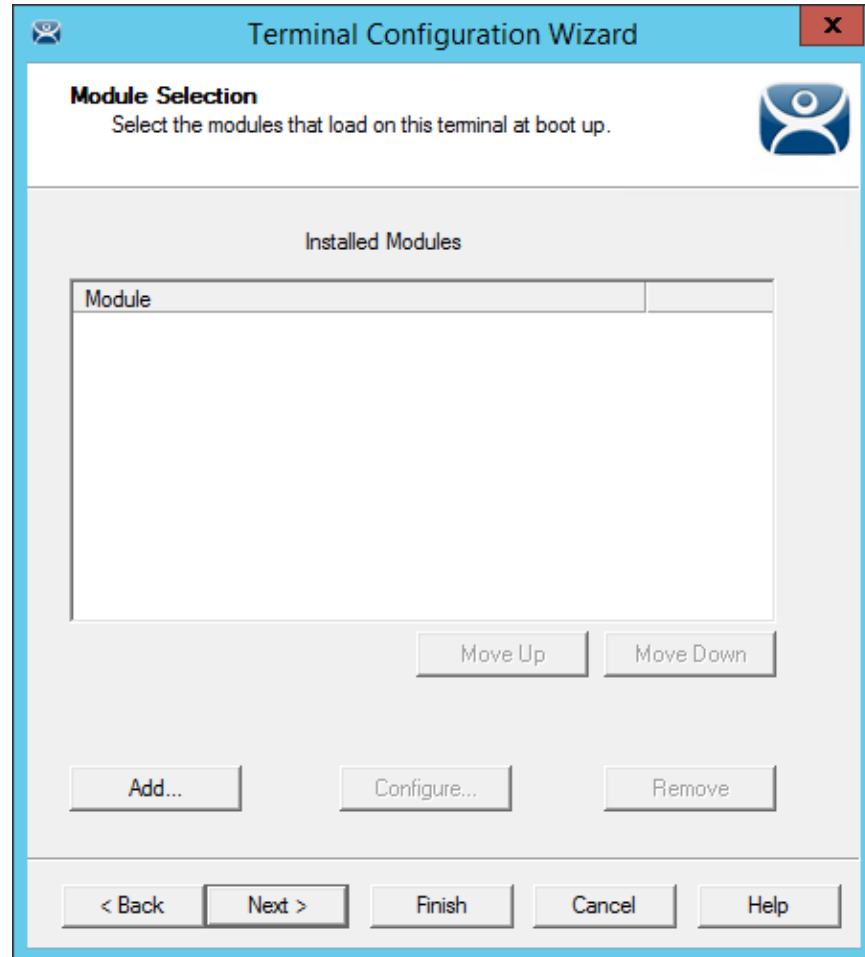 Terminal Configuration Wizard
x
Module Selection
Select the modules that load on this terminal at boot up.
Installed Modules
Module
Move Up Move Down
Add... Configure... Remove
< Back Next > Finish Cancel Help